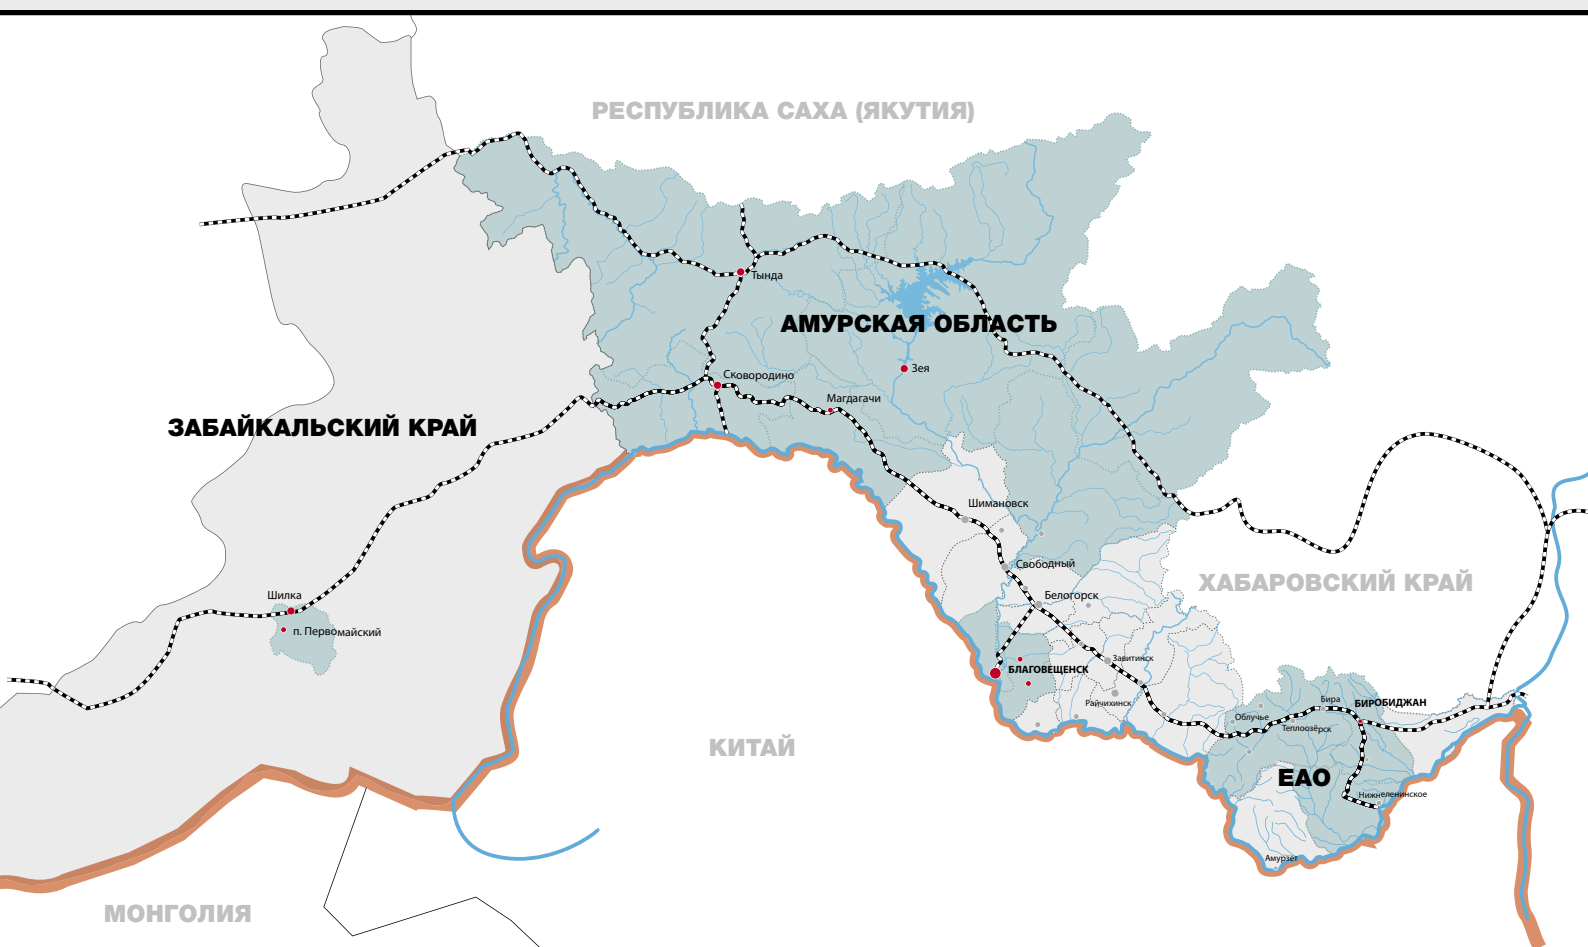 РЕСПУБЛИКА САХА (ЯКУТИЯ)
Тында
АМУРСКАЯ ОБЛАСТЬ
Зея
Сковородино
Магдагачи
ЗАБАЙКАЛЬСКИЙ КРАЙ
Шимановск
Свободный
ХАБАРОВСКИЙ КРАЙ
Шилка
Белогорск
п. Первомайский
Завитинск
БЛАГОВЕЩЕНСК
Райчихинск
Бира
БИРОБИДЖАН
Облучье
Теплоозёрск
КИТАЙ
ЕАО
Нижнеленинское
Амурзет
МОНГОЛИЯ